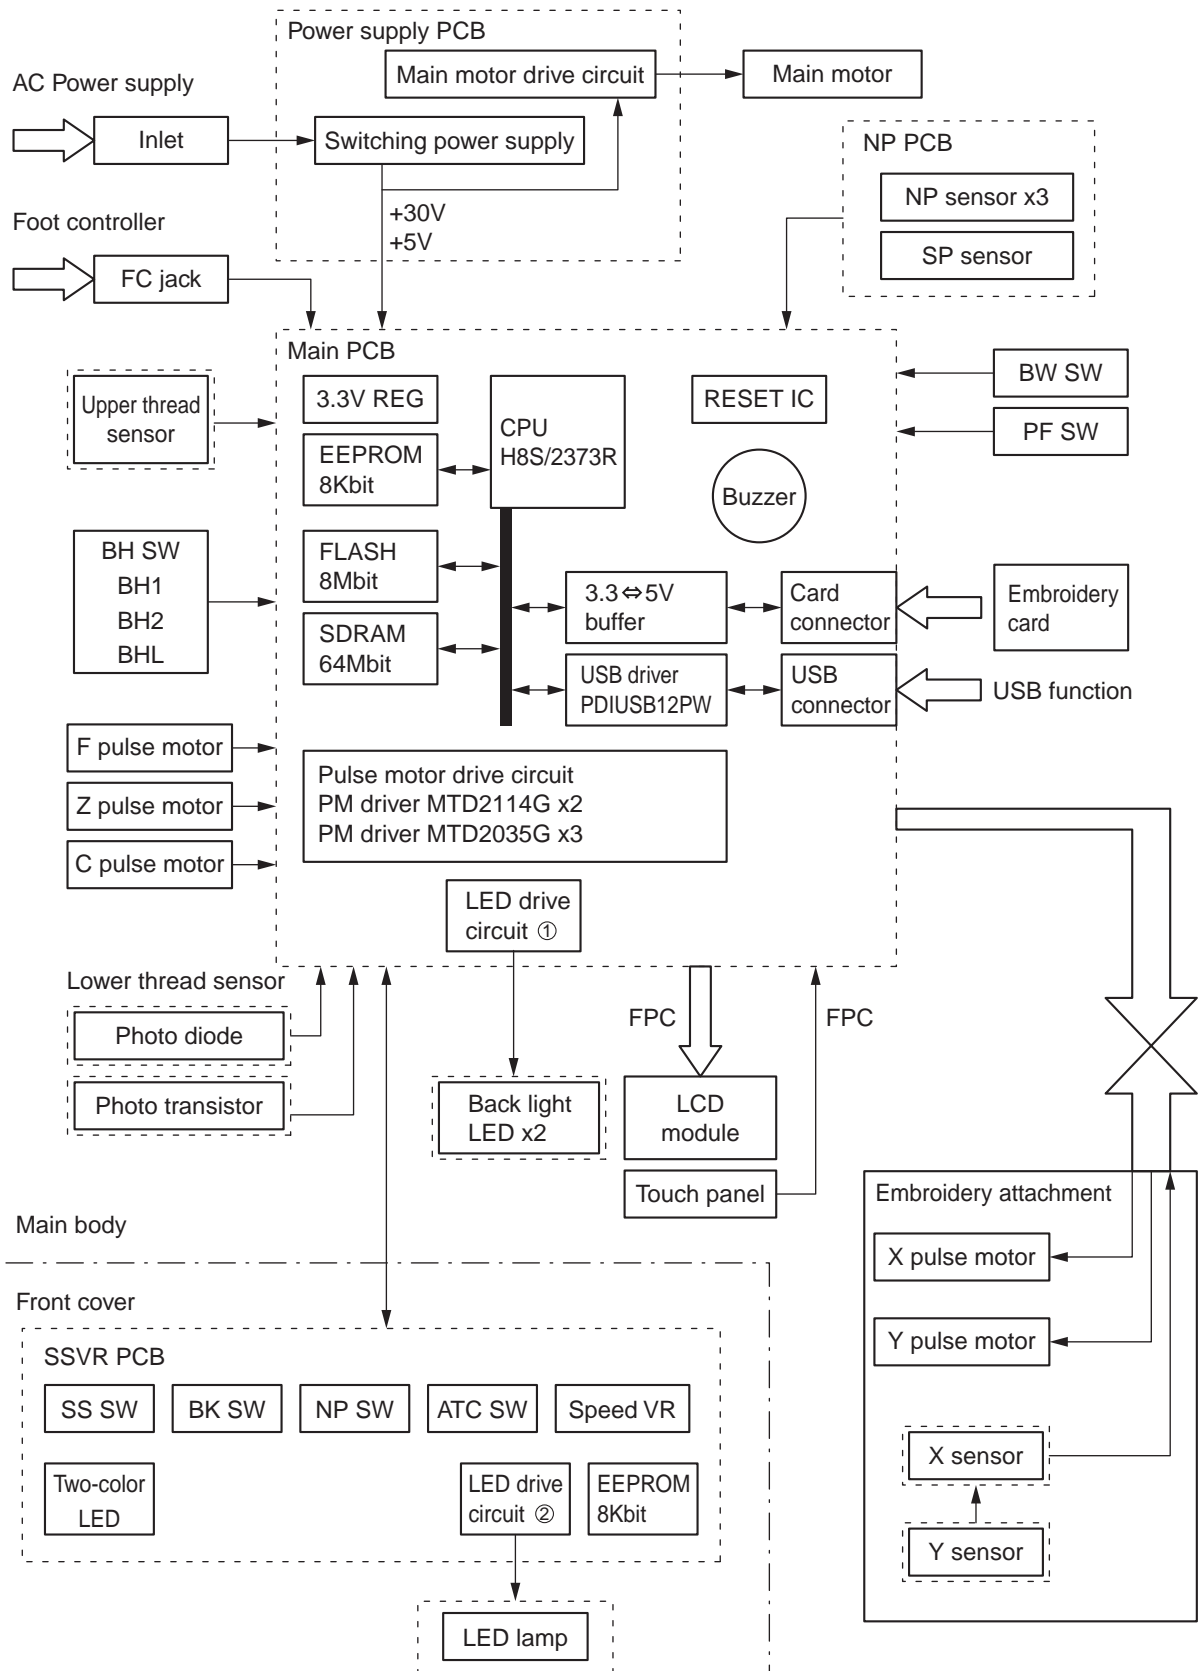 Power supply PCB
Main motor drive circuit
Main motor
AC Power supply
Inlet
Switching power supply
NP PCB
NP sensor x3
SP sensor
+30V
+5V
Foot controller
FC jack
Main PCB
Upper thread
sensor
3.3V REG
CPU
H8S/2373R
RESET IC
BW SW
PF SW
EEPROM
8Kbit
Buzzer
BH SW
BH1
BH2
BHL
FLASH
8Mbit
SDRAM
64Mbit
3.3⇔5V
buffer
Card
connector
Embroidery
card
USB driver
PDIUSB12PW
USB
connector
USB function
F pulse motor
Z pulse motor
C pulse motor
Pulse motor drive circuit
PM driver MTD2114G x2
PM driver MTD2035G x3
LED drive
circuit ①
Lower thread sensor
Photo diode
Photo transistor
FPC
FPC
Back light
LED x2
LCD
module
Touch panel
Embroidery attachment
X pulse motor
Y pulse motor
X sensor
Y sensor
Main body
Front cover
SSVR PCB
SS SW
BK SW
NP SW
ATC SW
Speed VR
Two-color
LED
LED drive
circuit ②
EEPROM
8Kbit
LED lamp